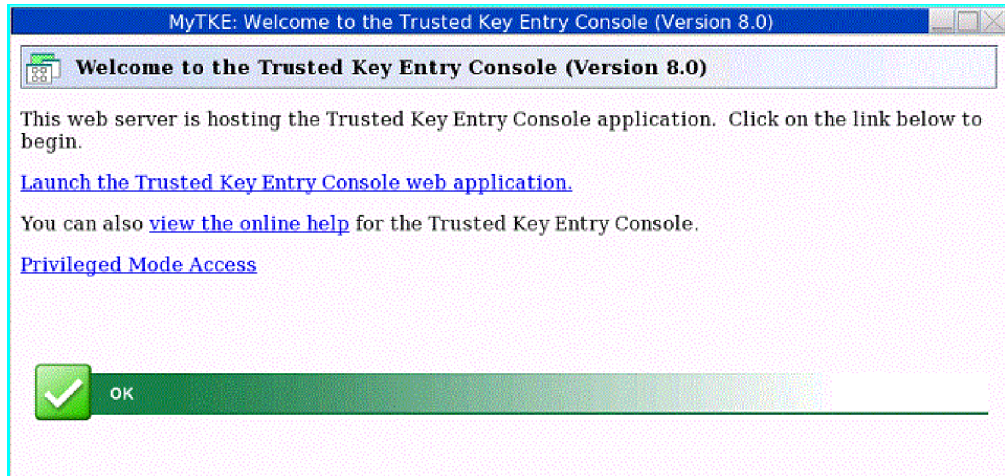 MyTKE: Welcome to the Trusted Key Entry Console (Version 8.0)
Welcome to the Trusted Key Entry Console (Version 8.0)
This web server is hosting the Trusted Key Entry Console application. Click on the link below to
begin.
Launch the Trusted Key Entry Console web application.
You can also view the online help for the Trusted Key Entry Console.
Privileged Mode Access
OK